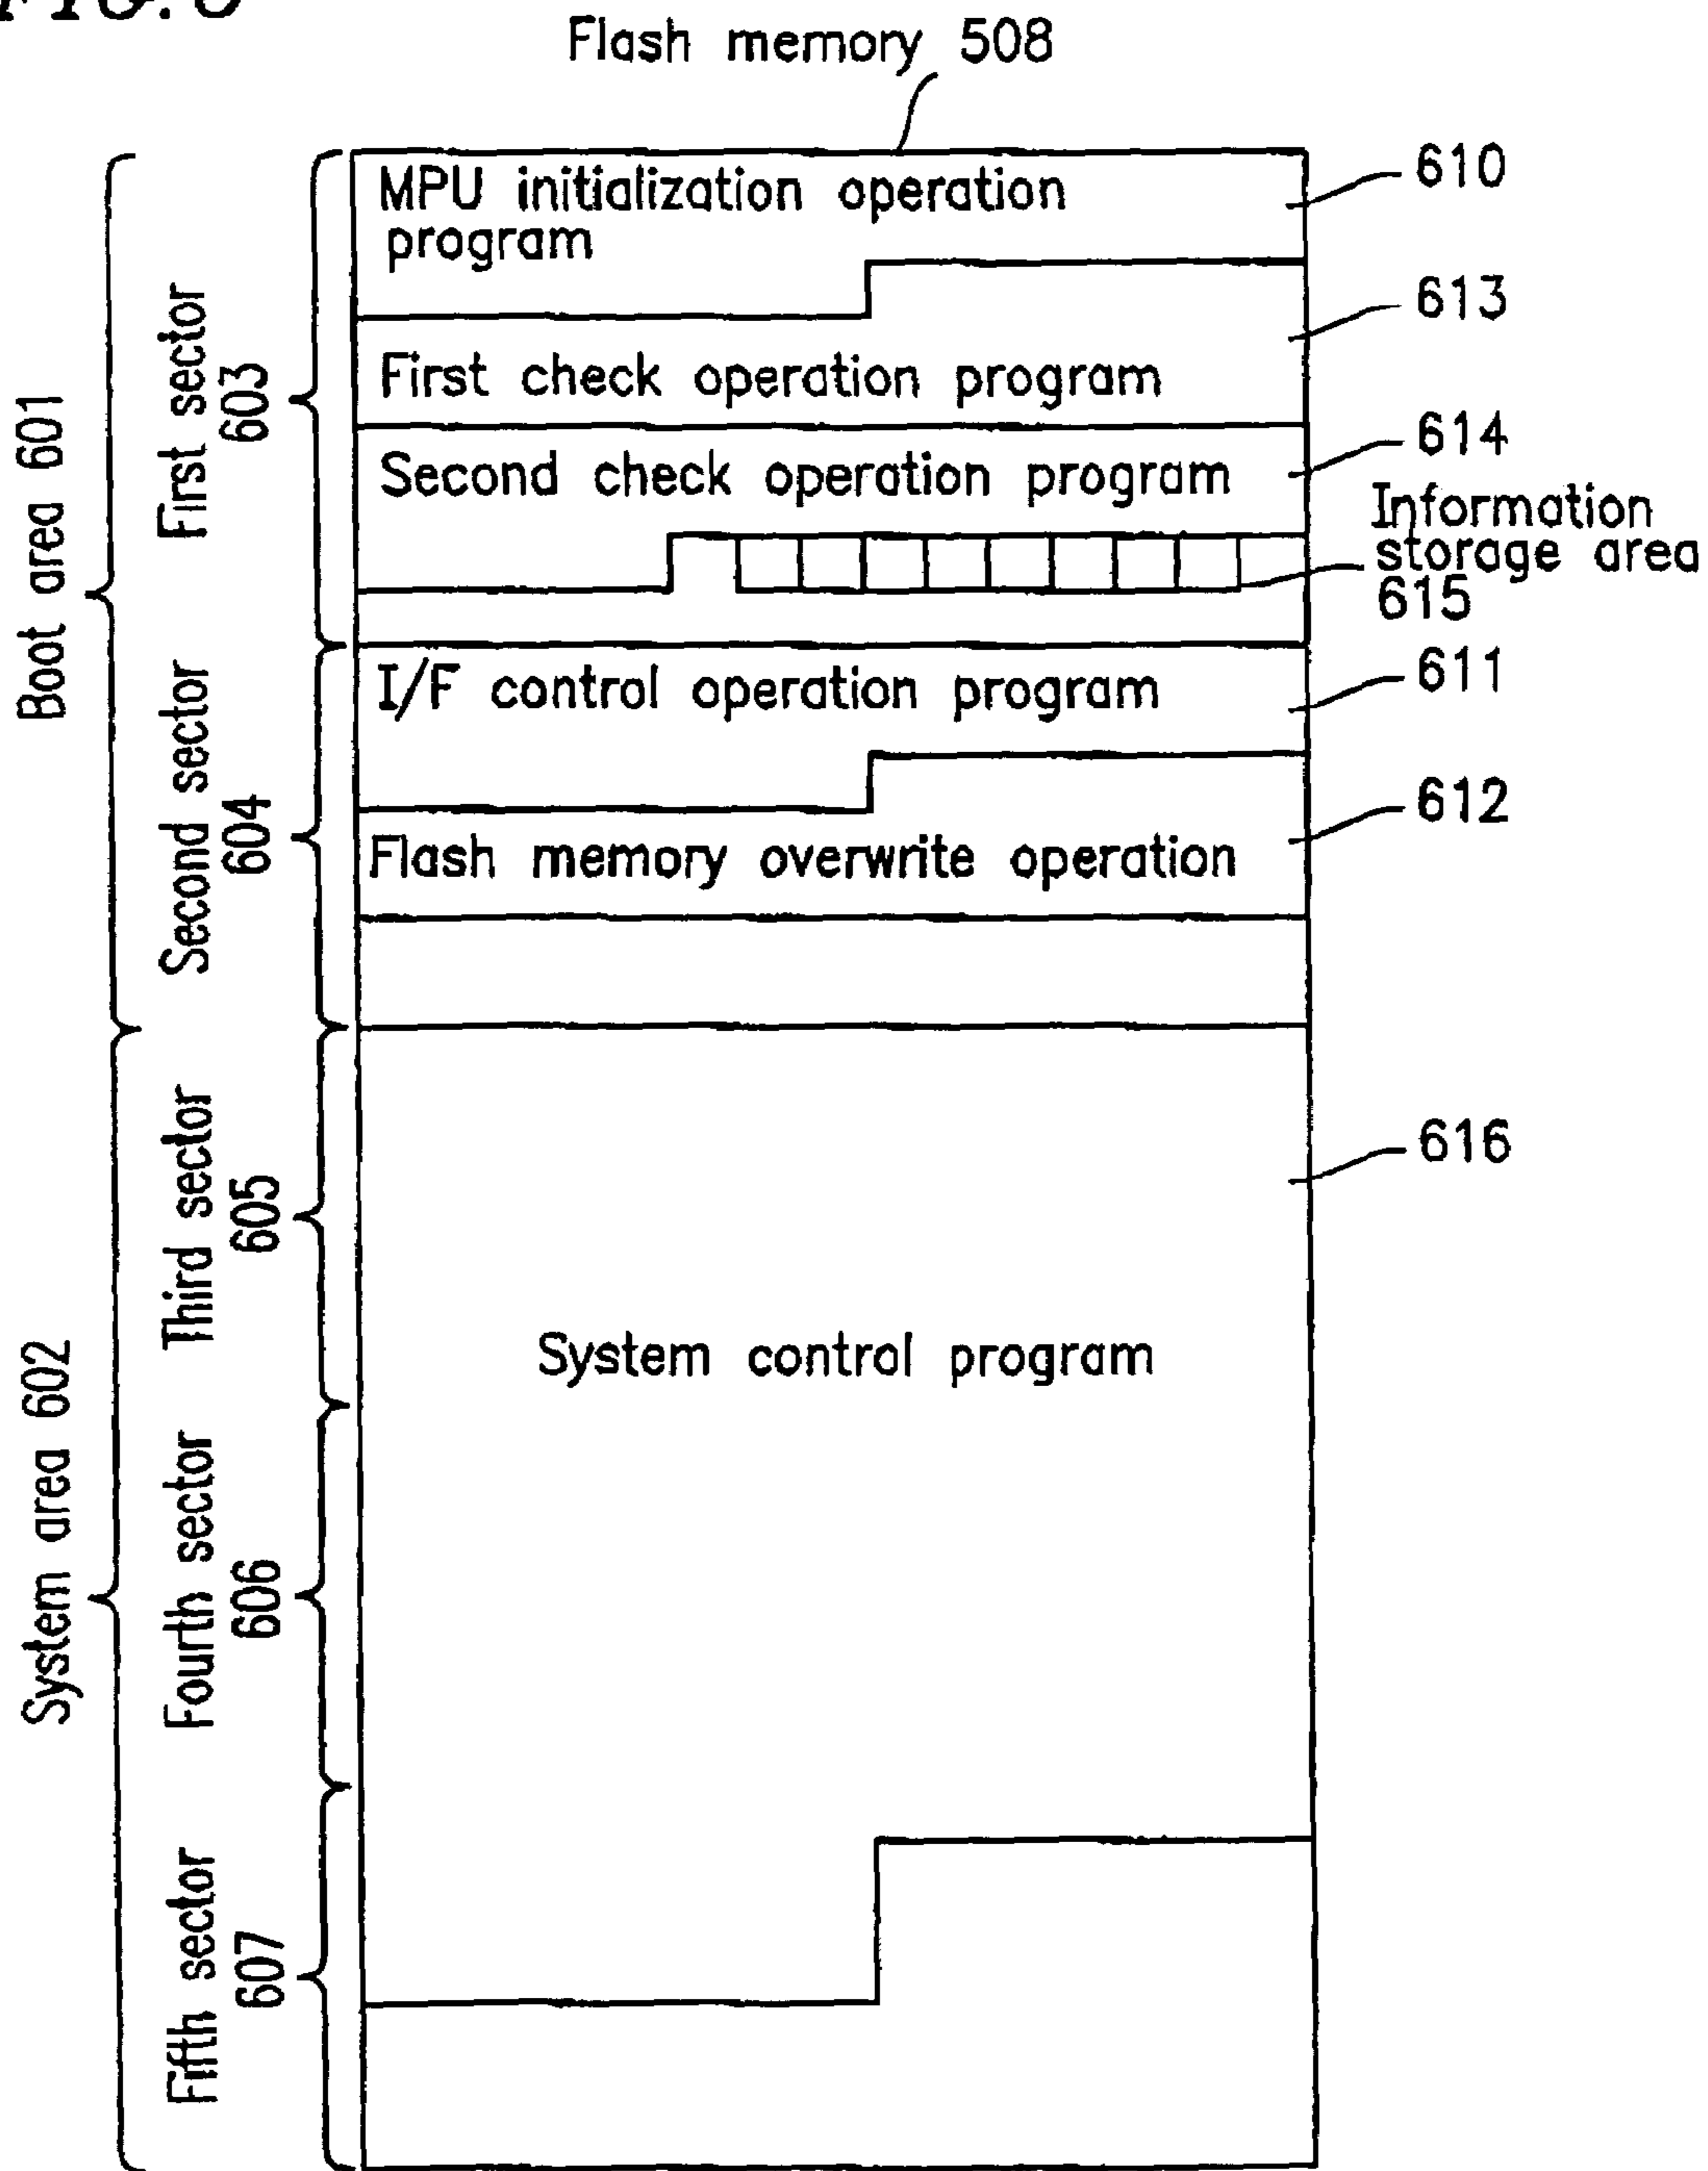 Flash memory 508
MPU initialization operation
program
610
613
First check operation program
614
Second check operation program
Information
storage area
615
I/F control operation program
611
612
Flash memory overwrite operation
616
System control program
Boot area 601
First sector
603
Second sector
604
System area 602
Third sector
605
Fourth sector
606
Fifth sector
607